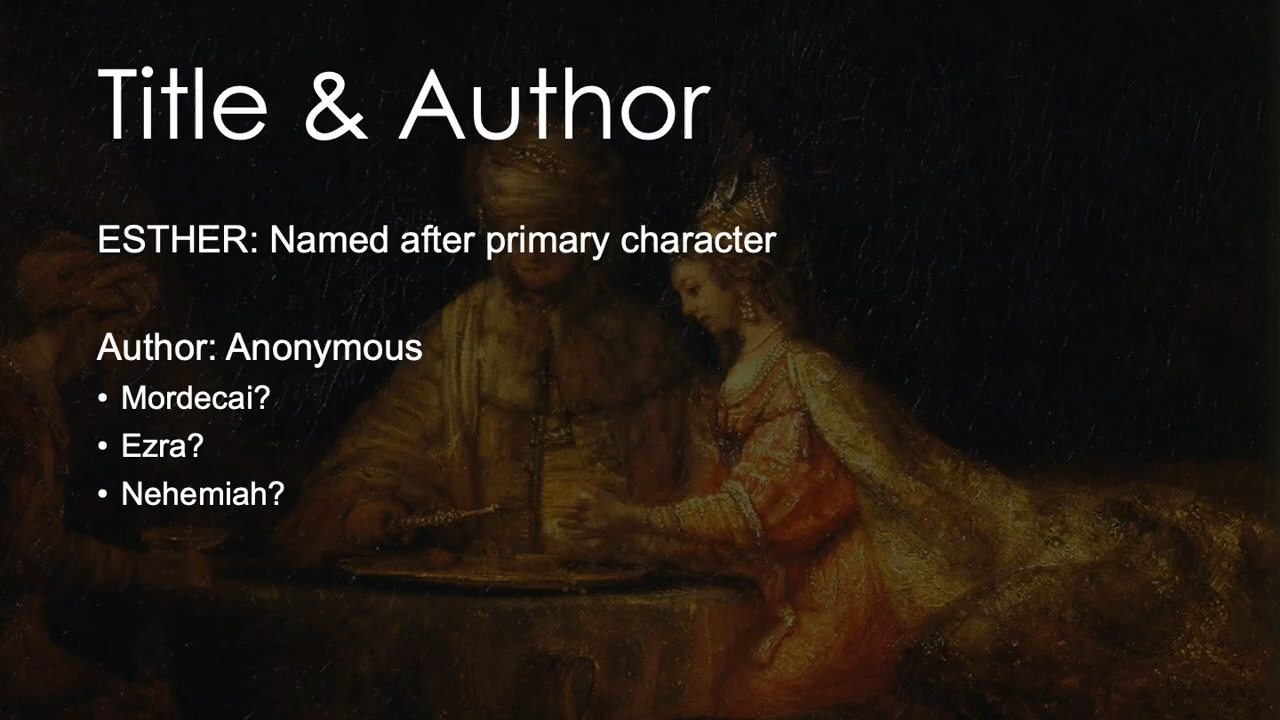 Title & Author
ESTHER: Named after primary character
Author: Anonymous
• Mordecai?
• Ezra?
• Nehemiah?